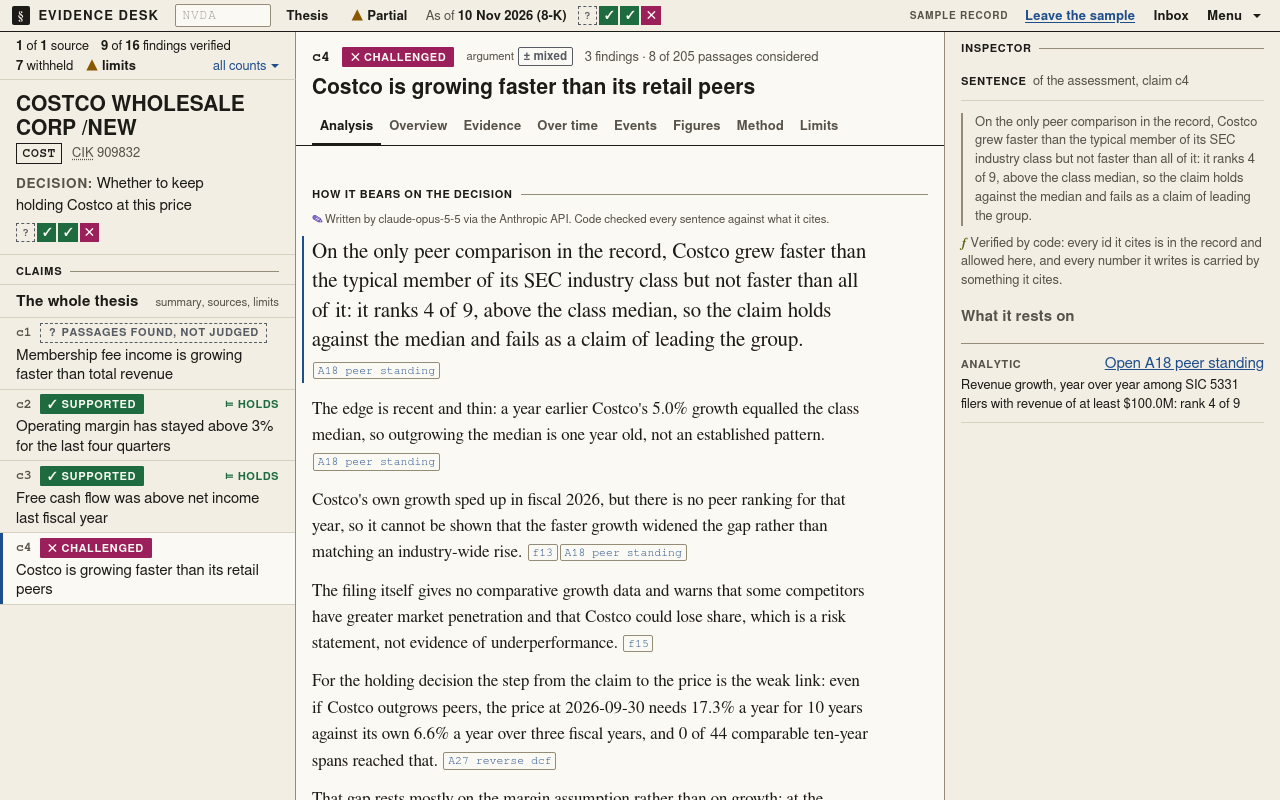 § EVIDENCE DESK NVDA Thesis Partial As of 10 Nov 2026 (8-K) ? ✓ ✓ ✕ SAMPLE RECORD Leave the sample Inbox Menu
1 of 1 source 9 of 16 findings verified
7 withheld limits all counts
COSTCO WHOLESALE
CORP /NEW
COST CIK 909832
DECISION: Whether to keep
holding Costco at this price
? ✓ ✓ ✕
CLAIMS
The whole thesis summary, sources, limits
c1 ? PASSAGES FOUND, NOT JUDGED
Membership fee income is growing
faster than total revenue
c2 ✓ SUPPORTED ⊨ HOLDS
Operating margin has stayed above 3%
for the last four quarters
c3 ✓ SUPPORTED ⊨ HOLDS
Free cash flow was above net income
last fiscal year
c4 ✕ CHALLENGED
Costco is growing faster than its retail
peers
c4 ✕ CHALLENGED argument ± mixed 3 findings · 8 of 205 passages considered
Costco is growing faster than its retail peers
Analysis Overview Evidence Over time Events Figures Method Limits
HOW IT BEARS ON THE DECISION
✎ Written by claude-opus-5-5 via the Anthropic API. Code checked every sentence against what it cites.
On the only peer comparison in the record, Costco grew faster than
the typical member of its SEC industry class but not faster than all
of it: it ranks 4 of 9, above the class median, so the claim holds
against the median and fails as a claim of leading the group.
A18 peer standing
The edge is recent and thin: a year earlier Costco's 5.0% growth equalled the class
median, so outgrowing the median is one year old, not an established pattern.
A18 peer standing
Costco's own growth sped up in fiscal 2026, but there is no peer ranking for that
year, so it cannot be shown that the faster growth widened the gap rather than
matching an industry-wide rise. f13 A18 peer standing
The filing itself gives no comparative growth data and warns that some competitors
have greater market penetration and that Costco could lose share, which is a risk
statement, not evidence of underperformance. f15
For the holding decision the step from the claim to the price is the weak link: even
if Costco outgrows peers, the price at 2026-09-30 needs 17.3% a year for 10 years
against its own 6.6% a year over three fiscal years, and 0 of 44 comparable ten-year
spans reached that. A27 reverse dcf
That gap rests mostly on the margin assumption rather than on growth: at the
INSPECTOR
SENTENCE of the assessment, claim c4
On the only peer comparison in the record, Costco
grew faster than the typical member of its SEC
industry class but not faster than all of it: it ranks 4
of 9, above the class median, so the claim holds
against the median and fails as a claim of leading
the group.
ƒ Verified by code: every id it cites is in the record and
allowed here, and every number it writes is carried by
something it cites.
What it rests on
ANALYTIC Open A18 peer standing
Revenue growth, year over year among SIC 5331
filers with revenue of at least $100.0M: rank 4 of 9